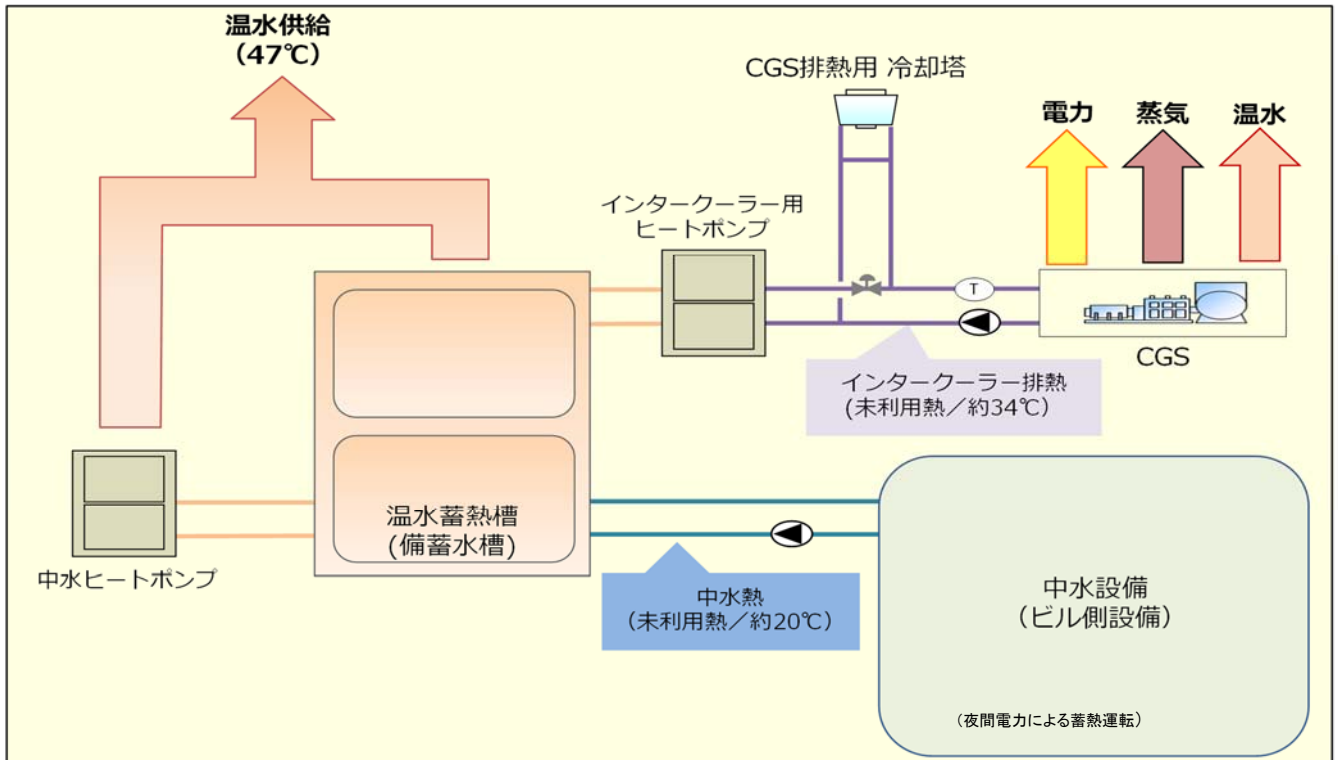 温水供給
（47℃）
CGS排熱用 冷却塔
電力
蒸気
温水
インタークーラー用
ヒートポンプ
T
CGS
インタークーラー排熱
(未利用熱／約34℃)
温水蓄熱槽
(備蓄水槽)
中水ヒートポンプ
中水熱
（未利用熱／約20℃）
中水設備
（ビル側設備）
（夜間電力による蓄熱運転）